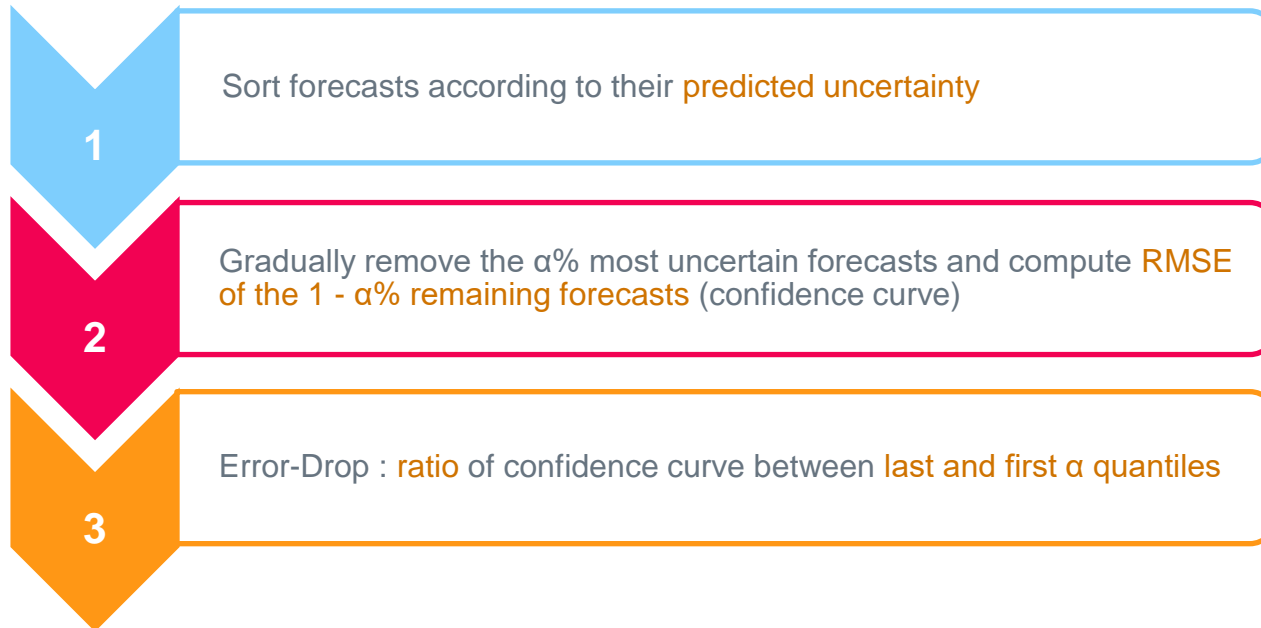 Sort forecasts according to their predicted uncertainty
1
Gradually remove the α% most uncertain forecasts and compute RMSE
of the 1 - α% remaining forecasts (confidence curve)
2
Error-Drop : ratio of confidence curve between last and first α quantiles
3